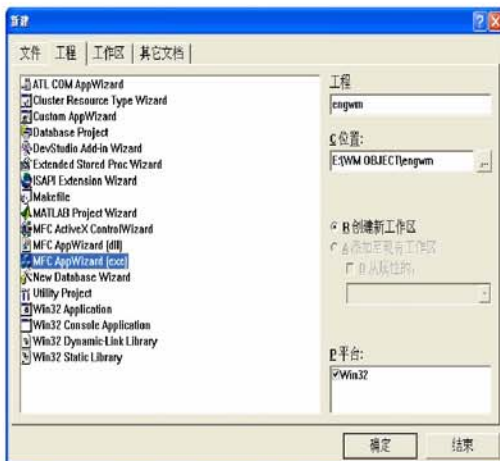 新建
文件 工程 工作区 其它文档
ATL COM AppWizard
Cluster Resource Type Wizard
Custom AppWizard
Database Project
DevStudio Add-in Wizard
Extended Stored Proc Wizard
ISAPI Extension Wizard
Makefile
MATLAB Project Wizard
MFC ActiveX ControlWizard
MFC AppWizard (dll)
MFC AppWizard (exe)
New Database Wizard
Utility Project
Win32 Application
Win32 Console Application
Win32 Dynamic-Link Library
Win32 Static Library
工程
engwm
C位置:
E:\WM OBJECT\engwm
...
B创建新工作区
A添加至现有工作区
D从属性的:
P平台:
Win32
确定 结束